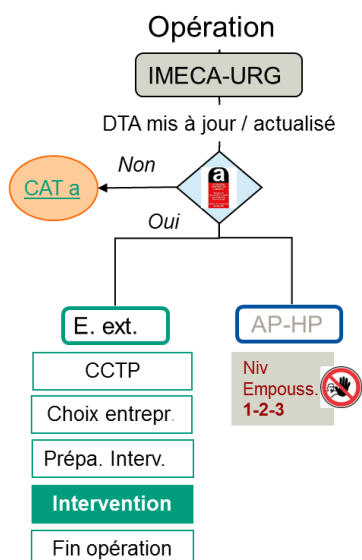 Opération
IMECA-URG
DTA mis à jour / actualisé
Non
a
CAT a
Oui
E. ext.
AP-HP
CCTP
Niv
Empouss.
1-2-3
Choix entrepr.
Prépa. Interv.
Intervention
Fin opération